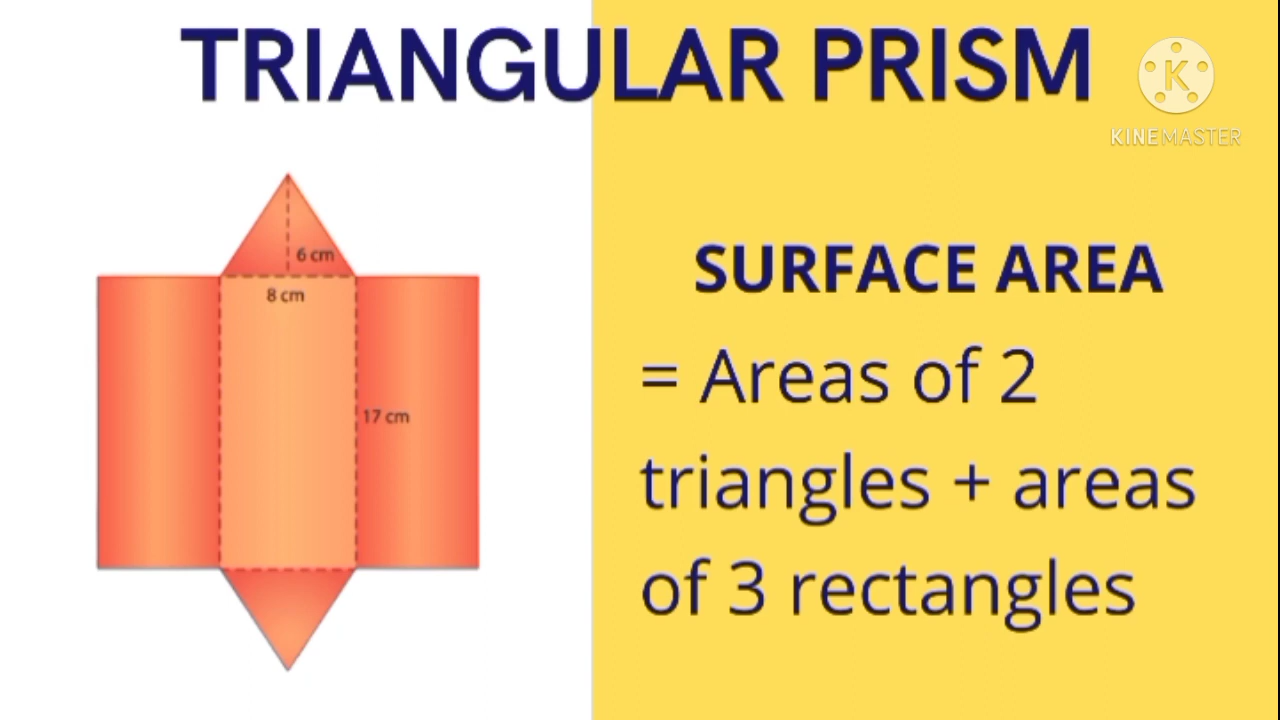 TRIANGULAR PRISM
K
KINEMASTER
6 cm
8 cm
17 cm
SURFACE AREA
= Areas of 2
triangles + areas
of 3 rectangles